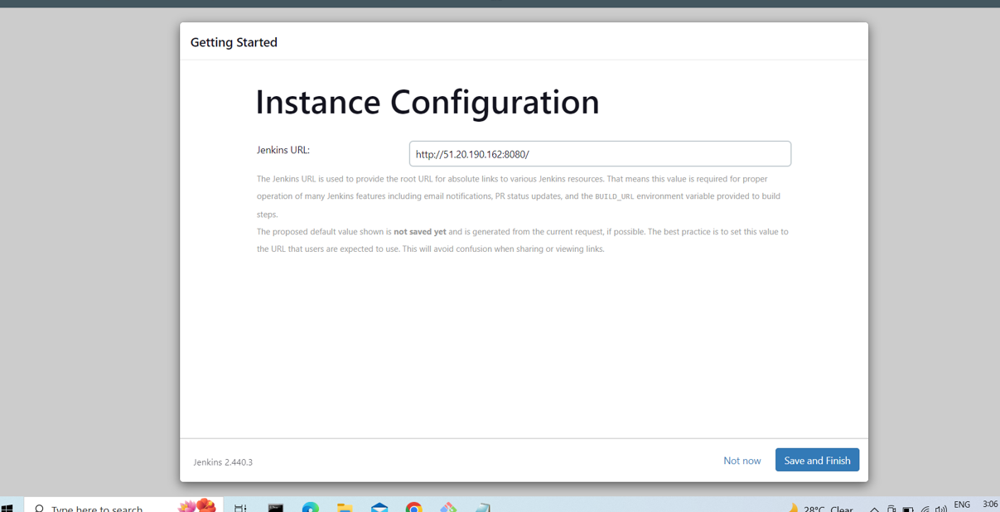 Getting Started
Instance Configuration
Jenkins URL:
http://51.20.190.162:8080/
The Jenkins URL is used to provide the root URL for absolute links to various Jenkins resources. That means this value is required for proper
operation of many Jenkins features including email notifications, PR status updates, and the BUILD_URL environment variable provided to build
steps.
The proposed default value shown is not saved yet and is generated from the current request, if possible. The best practice is to set this value to
the URL that users are expected to use. This will avoid confusion when sharing or viewing links.
Jenkins 2.440.3
Not now
Save and Finish
Type here to search
28°C Clear
ENG
3:06